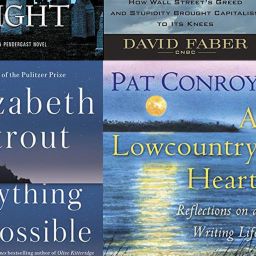 IGHT
A PENDERGAST NOVEL
HOW WALL STREET'S GREED
AND STUPIDITY BROUGHT CAPITALISM
TO ITS KNEES
DAVID FABER
CNBC
of the Pulitzer Prize
zabeth
trout
ything
ossible
bestselling author of Olive Kitteridge
PAT CONROY
A
Lowcountry
Heart
Reflections on a
Writing Life